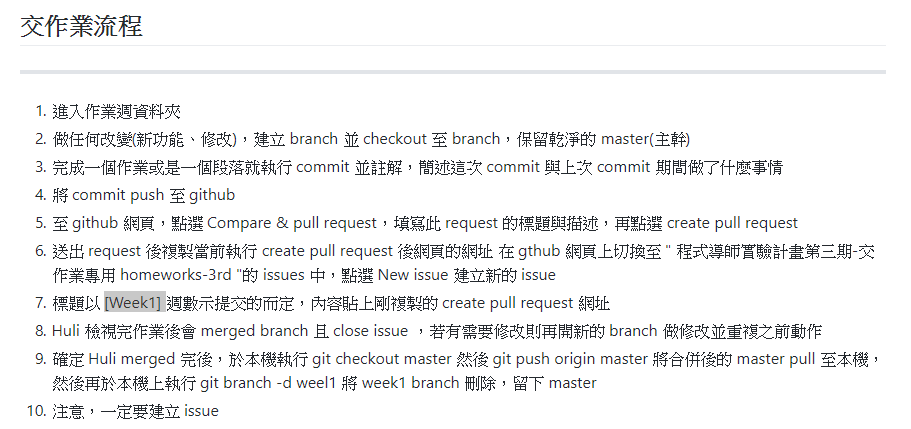 交作業流程
1. 進入作業週資料夾
2. 做任何改變(新功能、修改)，建立 branch 並 checkout 至 branch，保留乾淨的 master(主幹)
3. 完成一個作業或是一個段落就執行 commit 並註解，簡述這次 commit 與上次 commit 期間做了什麼事情
4. 將 commit push 至 github
5. 至 github 網頁，點選 Compare & pull request，填寫此 request 的標題與描述，再點選 create pull request
6. 送出 request 後複製當前執行 create pull request 後網頁的網址 在 gthub 網頁上切換至 " 程式導師實驗計畫第三期-交
作業專用 homeworks-3rd "的 issues 中，點選 New issue 建立新的 issue
7. 標題以 [Week1] 週數示提交的而定，內容貼上剛複製的 create pull request 網址
8. Huli 檢視完作業後會 merged branch 且 close issue ，若有需要修改則再開新的 branch 做修改並重複之前動作
9. 確定 Huli merged 完後，於本機執行 git checkout master 然後 git push origin master 將合併後的 master pull 至本機，
然後再於本機上執行 git branch -d weel1 將 week1 branch 刪除，留下 master
10. 注意，一定要建立 issue